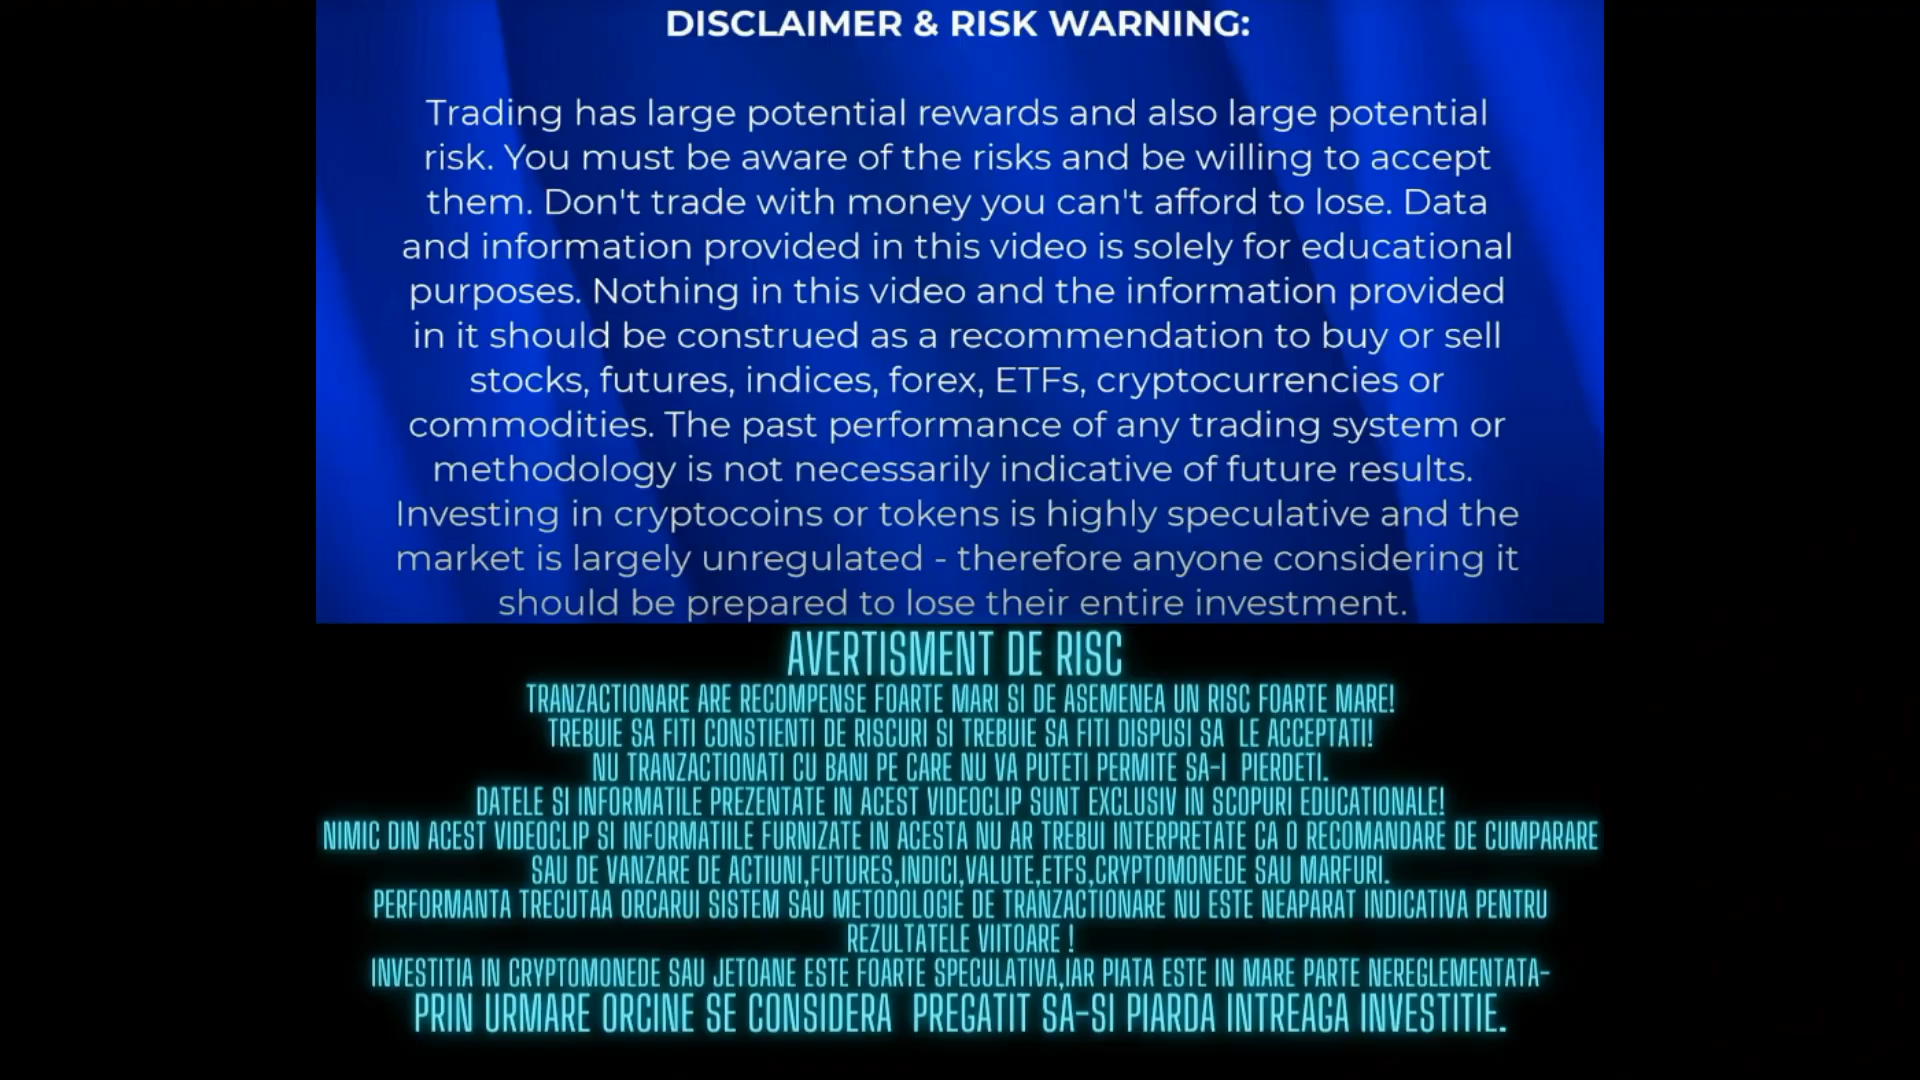 DISCLAIMER & RISK WARNING:
Trading has large potential rewards and also large potential
risk. You must be aware of the risks and be willing to accept
them. Don't trade with money you can't afford to lose. Data
and information provided in this video is solely for educational
purposes. Nothing in this video and the information provided
in it should be construed as a recommendation to buy or sell
stocks, futures, indices, forex, ETFs, cryptocurrencies or
commodities. The past performance of any trading system or
methodology is not necessarily indicative of future results.
Investing in cryptocoins or tokens is highly speculative and the
market is largely unregulated - therefore anyone considering it
should be prepared to lose their entire investment.
AVERTISMENT DE RISC
TRANZACTIONARE ARE RECOMPENSE FOARTE MARI SI DE ASEMENEA UN RISC FOARTE MARE!
TREBUIE SA FITI CONSTIENTI DE RISCURI SI TREBUIE SA FITI DISPUSI SA LE ACCEPTATI!
NU TRANZACTIONATI CU BANI PE CARE NU VA PUTETI PERMITE SA-I PIERDETI.
DATELE SI INFORMATILE PREZENTATE IN ACEST VIDEOCLIP SUNT EXCLUSIV IN SCOPURI EDUCATIONALE!
NIMIC DIN ACEST VIDEOCLIP SI INFORMATIILE FURNIZATE IN ACESTA NU AR TREBUI INTERPRETATE CA O RECOMANDARE DE CUMPARARE
SAU DE VANZARE DE ACTIUNI,FUTURES,INDICI,VALUTE,ETFS,CRYPTOMONEDE SAU MARFURI.
PERFORMANTA TRECUTAA ORCARUI SISTEM SAU METODOLOGIE DE TRANZACTIONARE NU ESTE NEAPARAT INDICATIVA PENTRU
REZULTATELE VIITOARE !
INVESTITIA IN CRYPTOMONEDE SAU JETOANE ESTE FOARTE SPECULATIVA,IAR PIATA ESTE IN MARE PARTE NEREGLEMENTATA-
PRIN URMARE ORCINE SE CONSIDERA PREGATIT SA-SI PIARDA INTREAGA INVESTITIE.